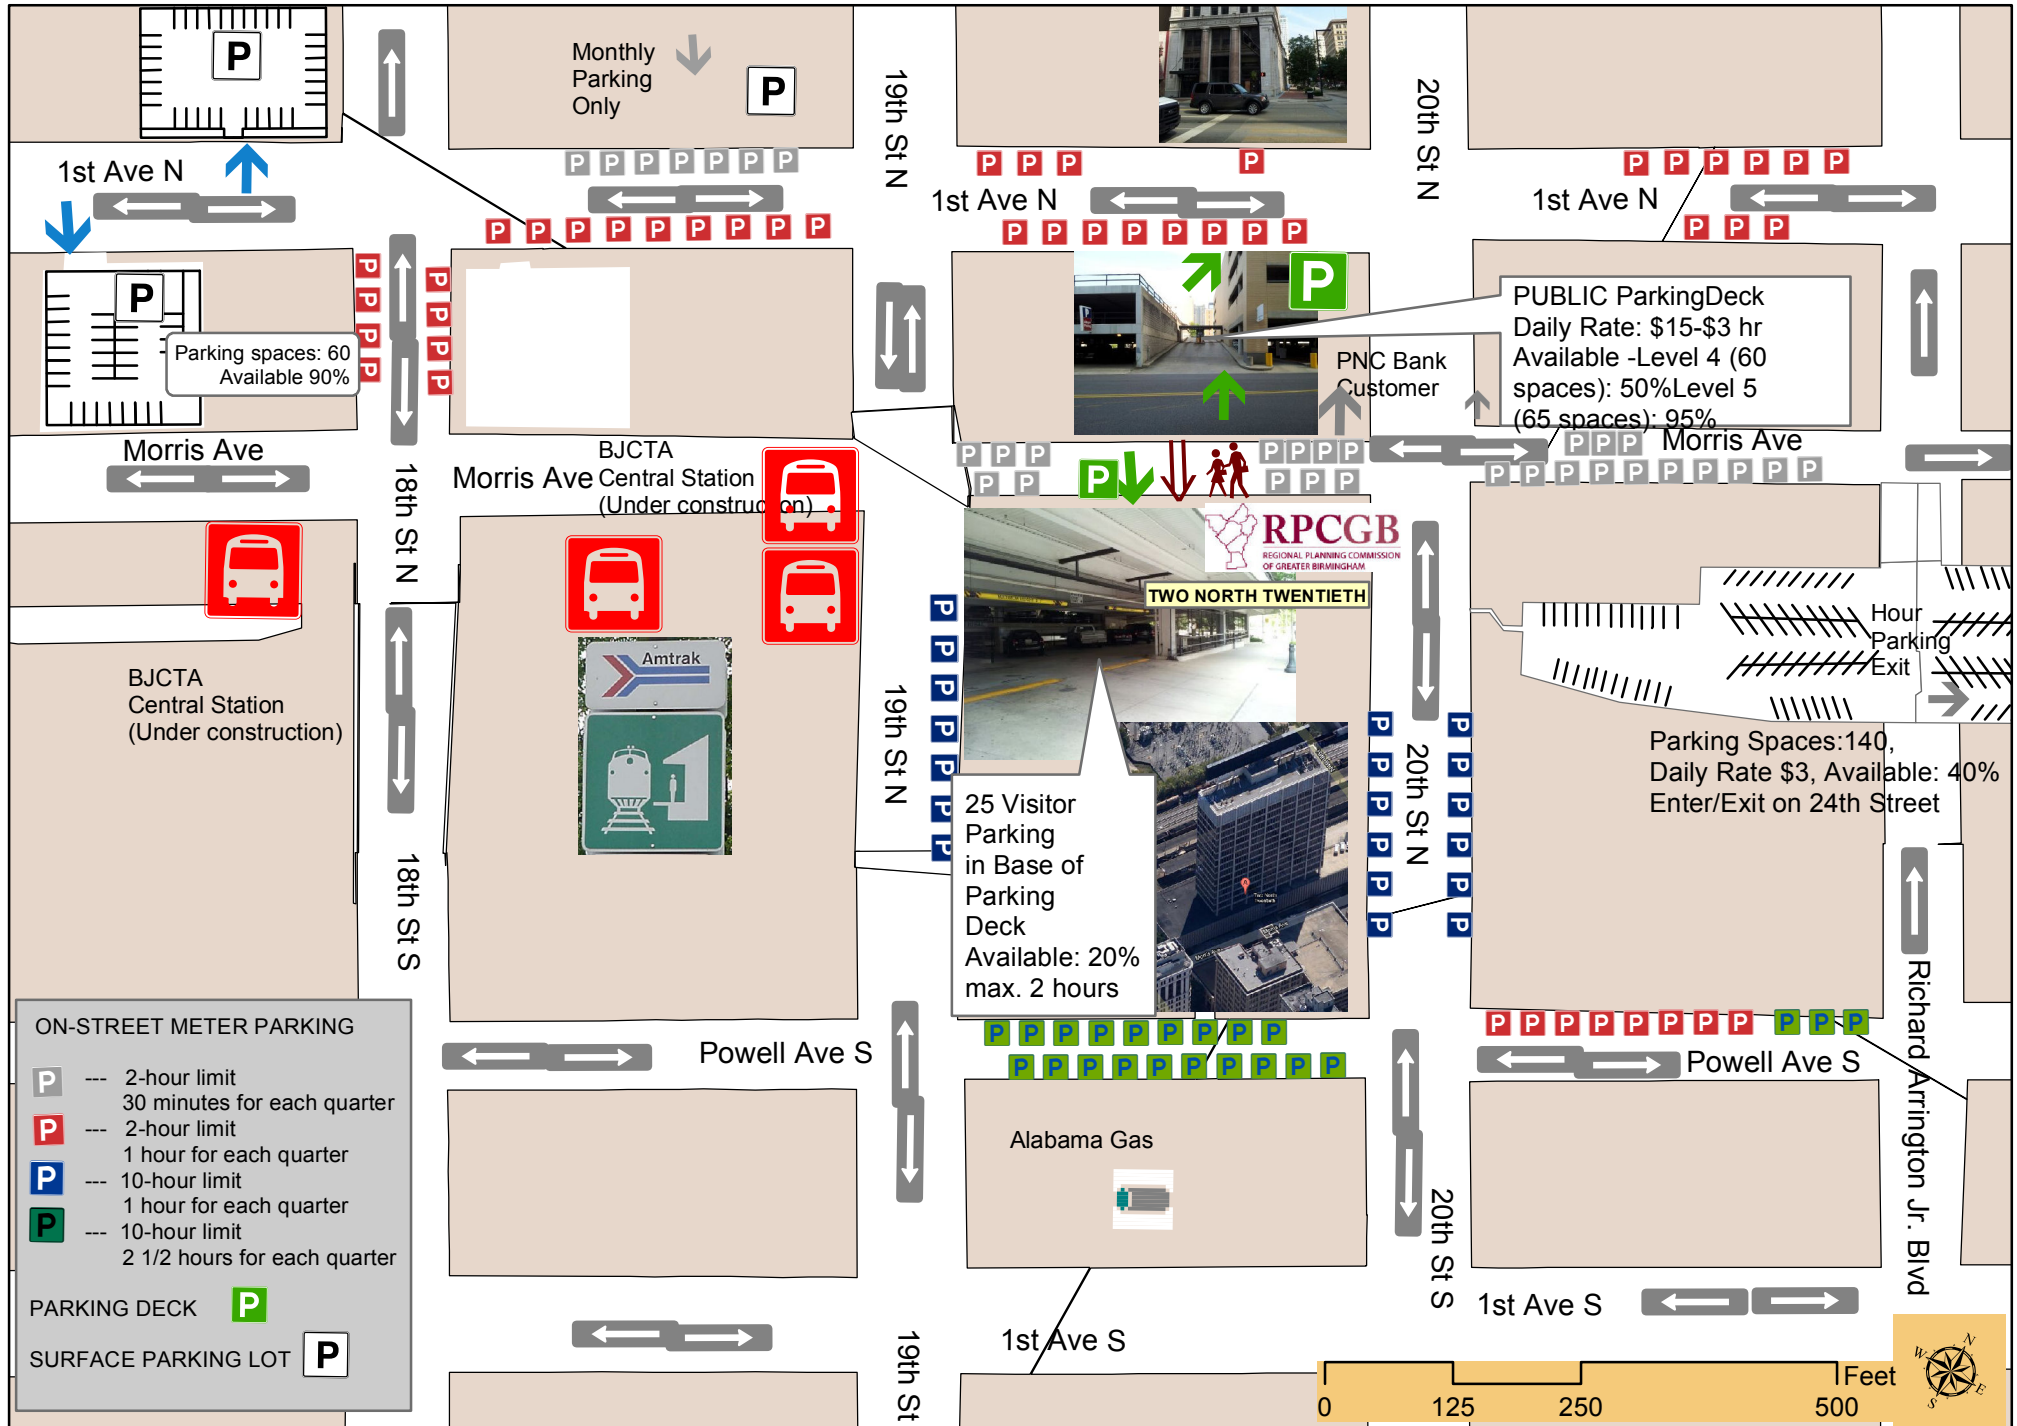 P
Monthly
Parking
Only
P
19th St N
20th St N
1st Ave N
P P P P P P
P P P
P
P P P P P P
1st Ave N
1st Ave N
P P P P P P P P P
P P P P P P P P
P P P
P
P
P
P
P
P
P
P
P
P
Parking spaces: 60
Available 90%
P
PUBLIC ParkingDeck
Daily Rate: $15-$3 hr
Available -Level 4 (60
spaces): 50%Level 5
(65 spaces): 95%
PNC Bank
Customer
Morris Ave
18th St N
Morris Ave
BJCTA
Central Station
(Under construction)
P P P
P P
P
P P P P
P P P
P P P
Morris Ave
P P P P P P P P P
RPCGB
REGIONAL PLANNING COMMISSION
OF GREATER BIRMINGHAM
TWO NORTH TWENTIETH
Hour
Parking
Exit
BJCTA
Central Station
(Under construction)
Amtrak
19th St N
P
P
P
P
P
P
P
20th St N
P
P
P
P
P
P
P
P
P
P
P
P
Parking Spaces:140,
Daily Rate $3, Available: 40%
Enter/Exit on 24th Street
25 Visitor
Parking
in Base of
Parking
Deck
Available: 20%
max. 2 hours
18th St S
Richard Arrington Jr. Blvd
P P P P P P P P
P P P P P P P P P
P P P P P P P P P P
Powell Ave S
Powell Ave S
Alabama Gas
20th St S
1st Ave S
1st Ave S
19th St
ON-STREET METER PARKING
P --- 2-hour limit
30 minutes for each quarter
P --- 2-hour limit
1 hour for each quarter
P --- 10-hour limit
1 hour for each quarter
P --- 10-hour limit
2 1/2 hours for each quarter
PARKING DECK P
SURFACE PARKING LOT P
Feet
0 125 250 500
N
W
E
S